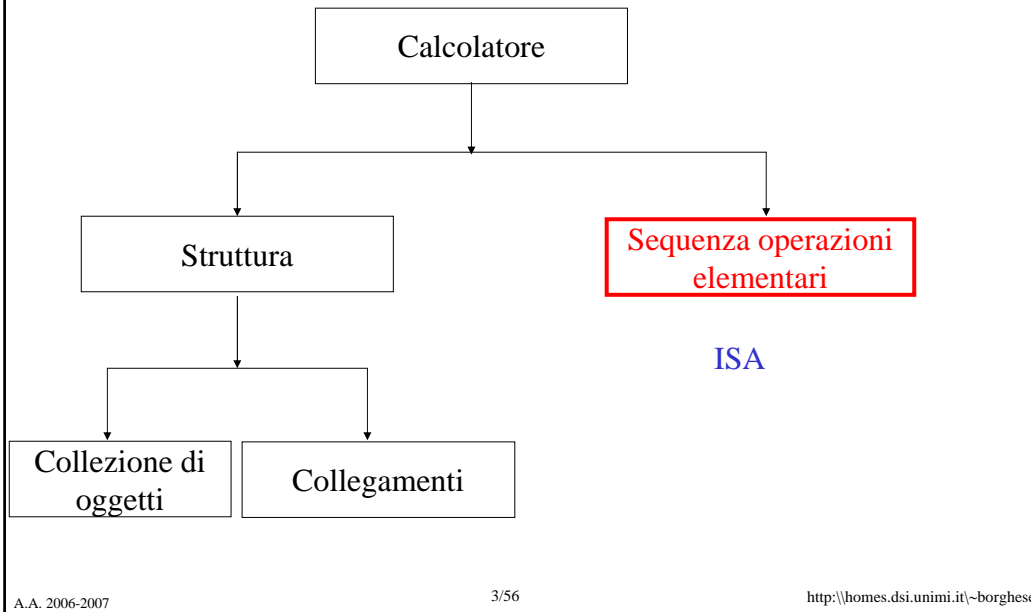 Calcolatore
Struttura
Sequenza operazioni
elementari
ISA
Collezione di
oggetti
Collegamenti
A.A. 2006-2007
3/56
http:\\homes.dsi.unimi.it\~borghese